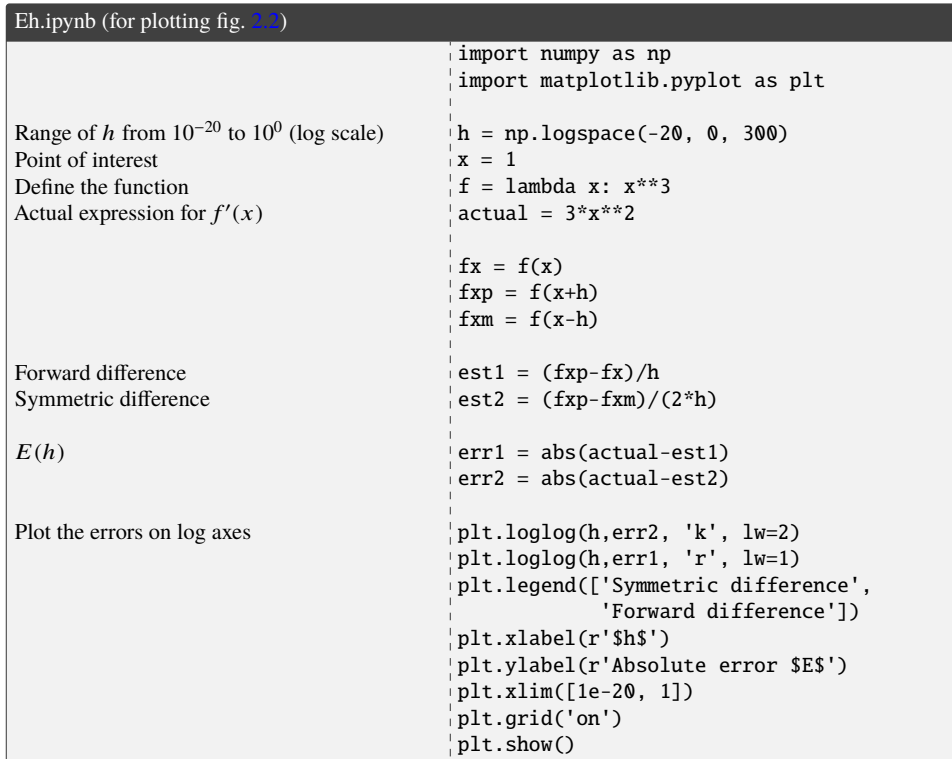 Eh.ipynb (for plotting fig. 2.2)
import numpy as np
import matplotlib.pyplot as plt
Range of h from 10⁻²⁰ to 10⁰ (log scale) h = np.logspace(-20, 0, 300)
Point of interest x = 1
Define the function f = lambda x: x**3
Actual expression for f′(x) actual = 3*x**2
fx = f(x)
fxp = f(x+h)
fxm = f(x-h)
Forward difference est1 = (fxp-fx)/h
Symmetric difference est2 = (fxp-fxm)/(2*h)
E(h) err1 = abs(actual-est1)
err2 = abs(actual-est2)
Plot the errors on log axes plt.loglog(h,err2, 'k', lw=2)
plt.loglog(h,err1, 'r', lw=1)
plt.legend(['Symmetric difference',
'Forward difference'])
plt.xlabel(r'$h$')
plt.ylabel(r'Absolute error $E$')
plt.xlim([1e-20, 1])
plt.grid('on')
plt.show()